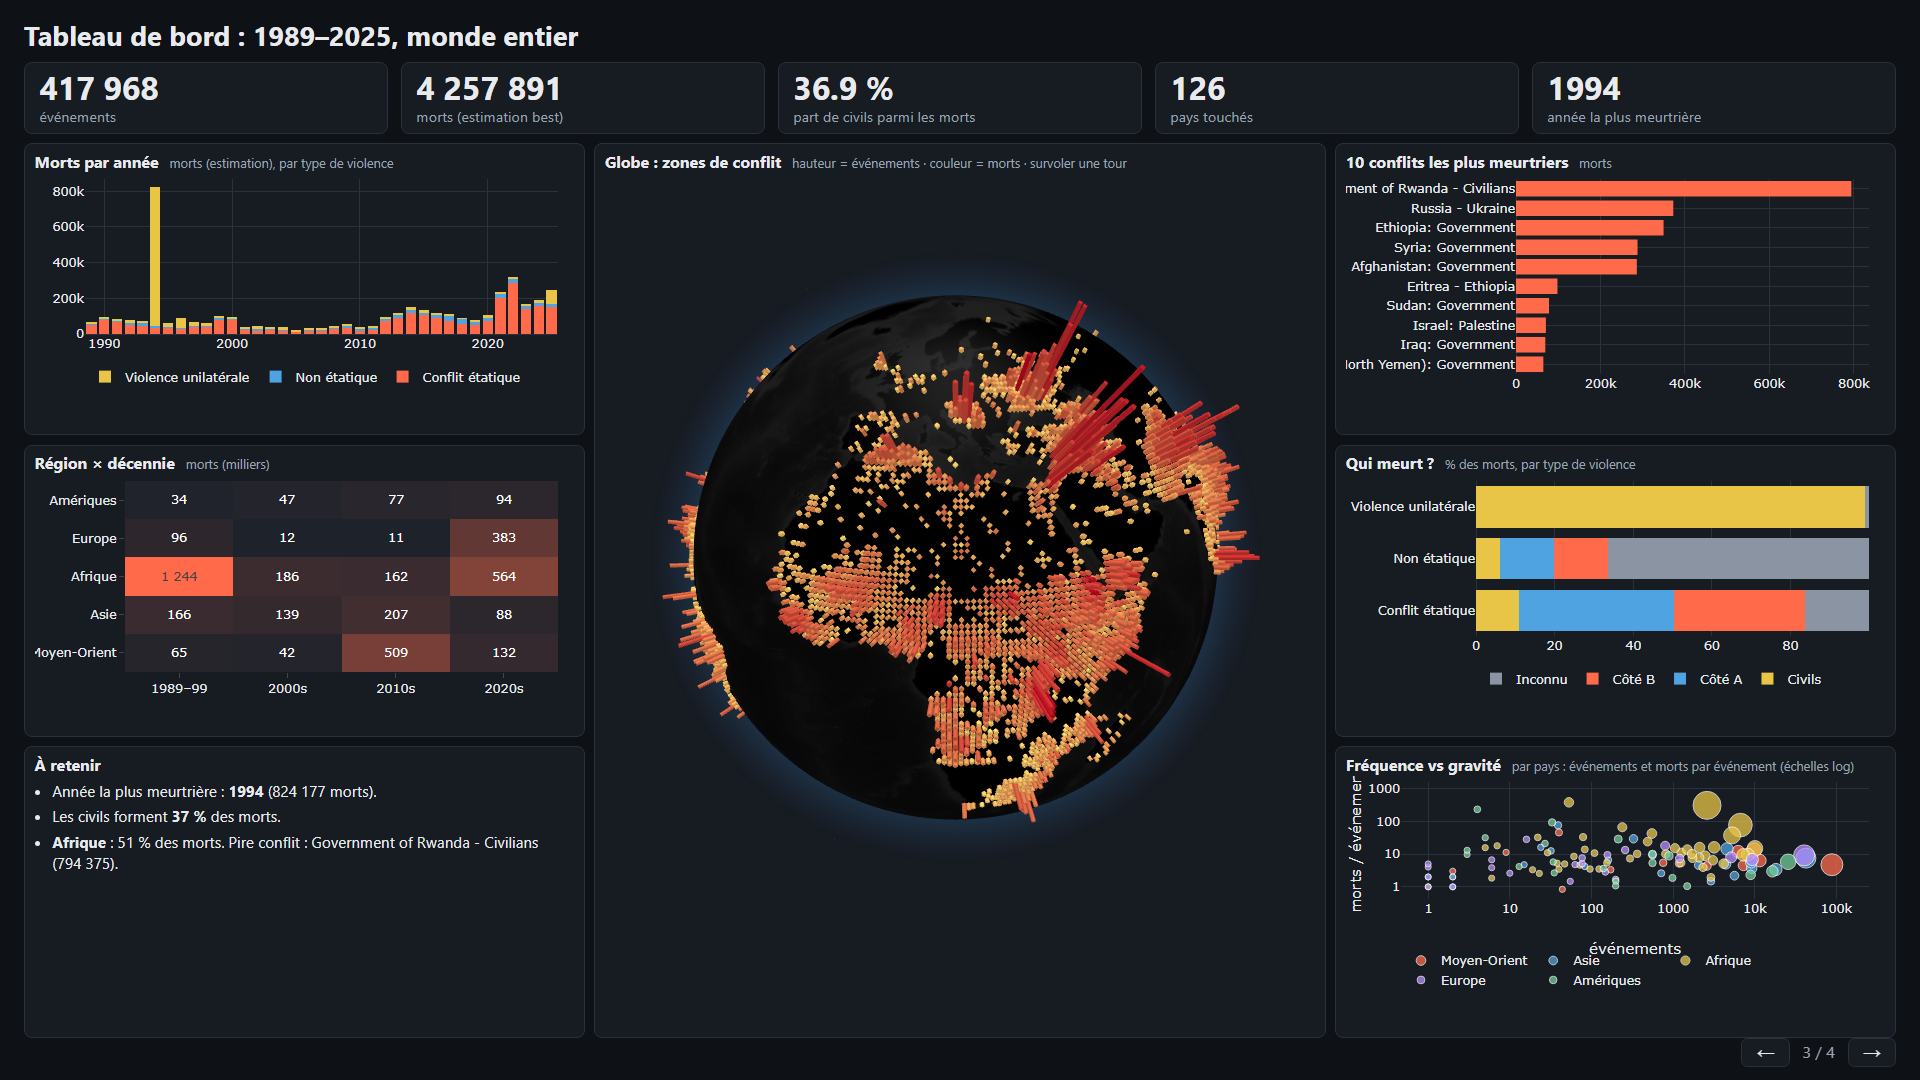 Tableau de bord : 1989–2025, monde entier
417 968
événements
4 257 891
morts (estimation best)
36.9 %
part de civils parmi les morts
126
pays touchés
1994
année la plus meurtrière
Morts par année morts (estimation), par type de violence
800k
600k
400k
200k
0
1990 2000 2010 2020
Violence unilatérale Non étatique Conflit étatique
Région × décennie morts (milliers)
Amériques 34 47 77 94
Europe 96 12 11 383
Afrique 1 244 186 162 564
Asie 166 139 207 88
Moyen-Orient 65 42 509 132
1989–99 2000s 2010s 2020s
À retenir
• Année la plus meurtrière : 1994 (824 177 morts).
• Les civils forment 37 % des morts.
• Afrique : 51 % des morts. Pire conflit : Government of Rwanda - Civilians
(794 375).
Globe : zones de conflit hauteur = événements · couleur = morts · survoler une tour
10 conflits les plus meurtriers morts
ment of Rwanda - Civilians
Russia - Ukraine
Ethiopia: Government
Syria: Government
Afghanistan: Government
Eritrea - Ethiopia
Sudan: Government
Israel: Palestine
Iraq: Government
orth Yemen): Government
0 200k 400k 600k 800k
Qui meurt ? % des morts, par type de violence
Violence unilatérale
Non étatique
Conflit étatique
0 20 40 60 80
Inconnu Côté B Côté A Civils
Fréquence vs gravité par pays : événements et morts par événement (échelles log)
morts / événemer
1000
100
10
1
1 10 100 1000 10k 100k
événements
Moyen-Orient Asie Afrique
Europe Amériques
← 3 / 4 →